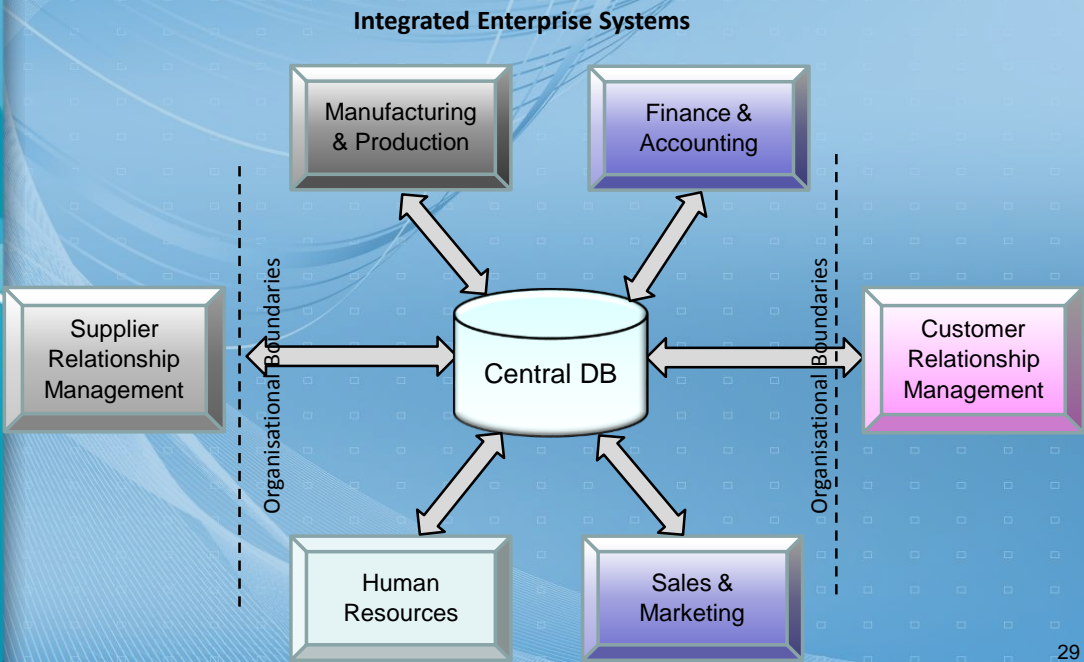 Integrated Enterprise Systems
Manufacturing
& Production
Finance &
Accounting
Organisational Boundaries
Organisational Boundaries
Supplier
Relationship
Management
Central DB
Customer
Relationship
Management
Human
Resources
Sales &
Marketing
29